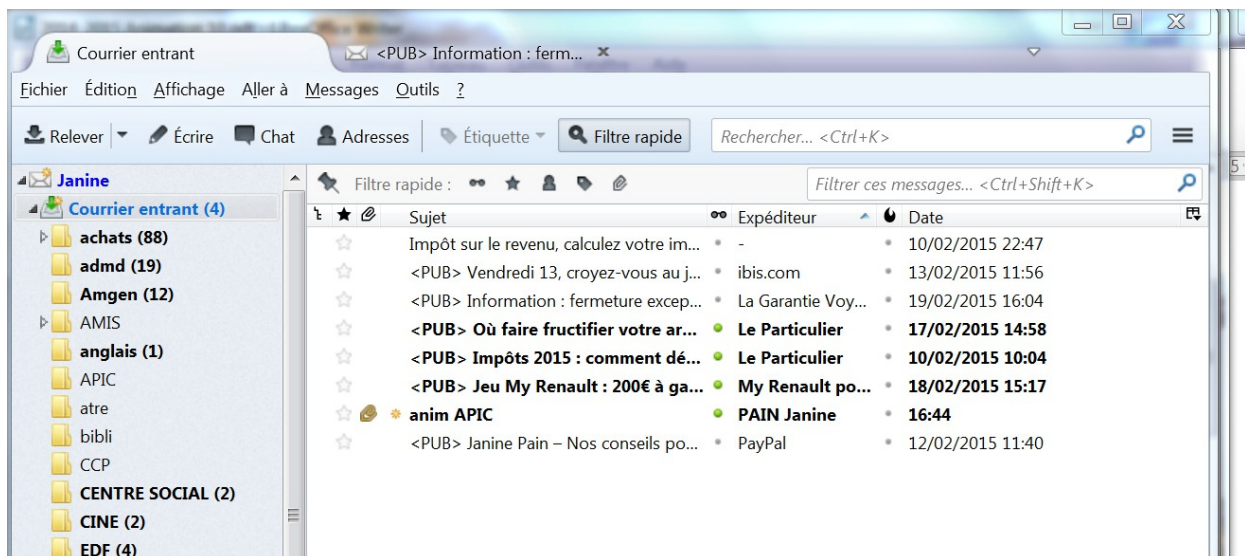 Courrier entrant <PUB> Information : ferm...
Fichier Édition Affichage Aller à Messages Outils ?
Relever Écrire Chat Adresses Étiquette Filtre rapide Rechercher... <Ctrl+K>
Janine
Courrier entrant (4)
achats (88)
admd (19)
Amgen (12)
AMIS
anglais (1)
APIC
atre
bibli
CCP
CENTRE SOCIAL (2)
CINE (2)
EDF (4)
Filtre rapide : Filtrer ces messages... <Ctrl+Shift+K>
Sujet Expéditeur Date
Impôt sur le revenu, calculez votre im... - 10/02/2015 22:47
<PUB> Vendredi 13, croyez-vous au j... ibis.com 13/02/2015 11:56
<PUB> Information : fermeture excep... La Garantie Voy... 19/02/2015 16:04
<PUB> Où faire fructifier votre ar... Le Particulier 17/02/2015 14:58
<PUB> Impôts 2015 : comment dé... Le Particulier 10/02/2015 10:04
<PUB> Jeu My Renault : 200€ à ga... My Renault po... 18/02/2015 15:17
anim APIC PAIN Janine 16:44
<PUB> Janine Pain – Nos conseils po... PayPal 12/02/2015 11:40